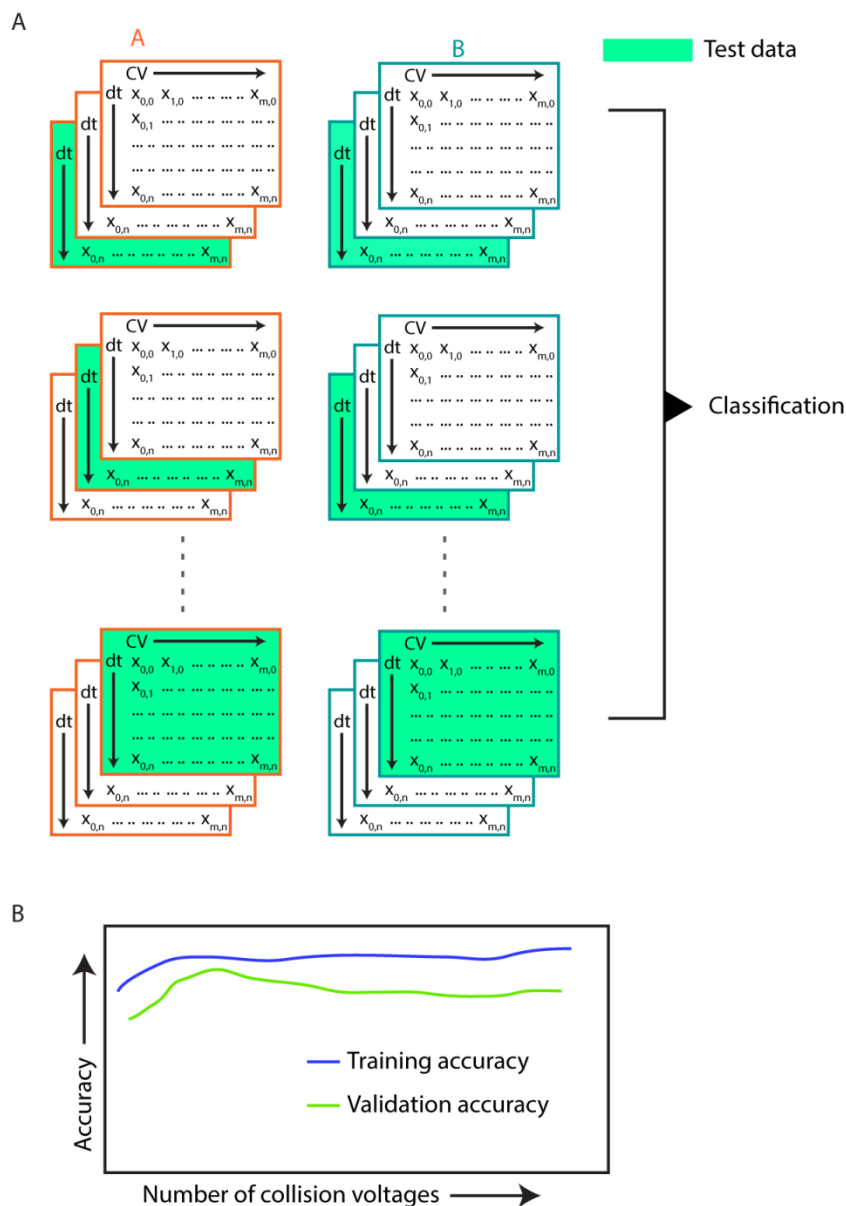 A
A
B
Test data
CV
CV
dt x0,0 x1,0 ... .. ... .. xm,0
dt x0,0 x1,0 ... .. ... .. xm,0
dt x0,1 ... .. ... .. ... ..
dt x0,1 ... .. ... .. ... ..
dt ... .. ... .. ... .. ... ..
dt ... .. ... .. ... .. ... ..
... .. ... .. ... .. ... ..
... .. ... .. ... .. ... ..
x0,n ... .. ... .. ... xm,n
x0,n ... .. ... .. ... xm,n
x0,n ... .. ... .. ... .. xm,n
x0,n ... .. ... .. ... .. xm,n
x0,n ... .. ... .. ... .. xm,n
x0,n ... .. ... .. ... .. xm,n
CV
CV
dt x0,0 x1,0 ... .. ... .. xm,0
dt x0,0 x1,0 ... .. ... .. xm,0
dt x0,1 ... .. ... .. ... ..
dt x0,1 ... .. ... .. ... ..
dt ... .. ... .. ... .. ... ..
dt ... .. ... .. ... .. ... ..
Classification
... .. ... .. ... .. ... ..
... .. ... .. ... .. ... ..
x0,n ... .. ... .. ... xm,n
x0,n ... .. ... .. ... xm,n
x0,n ... .. ... .. ... .. xm,n
x0,n ... .. ... .. ... .. xm,n
x0,n ... .. ... .. ... .. xm,n
x0,n ... .. ... .. ... .. xm,n
CV
CV
dt x0,0 x1,0 ... .. ... .. xm,0
dt x0,0 x1,0 ... .. ... .. xm,0
dt x0,1 ... .. ... .. ... ..
dt x0,1 ... .. ... .. ... ..
dt ... .. ... .. ... .. ... ..
dt ... .. ... .. ... .. ... ..
... .. ... .. ... .. ... ..
... .. ... .. ... .. ... ..
x0,n ... .. ... .. ... xm,n
x0,n ... .. ... .. ... xm,n
x0,n ... .. ... .. ... .. xm,n
x0,n ... .. ... .. ... .. xm,n
x0,n ... .. ... .. ... .. xm,n
x0,n ... .. ... .. ... .. xm,n
B
Accuracy
Training accuracy
Validation accuracy
Number of collision voltages